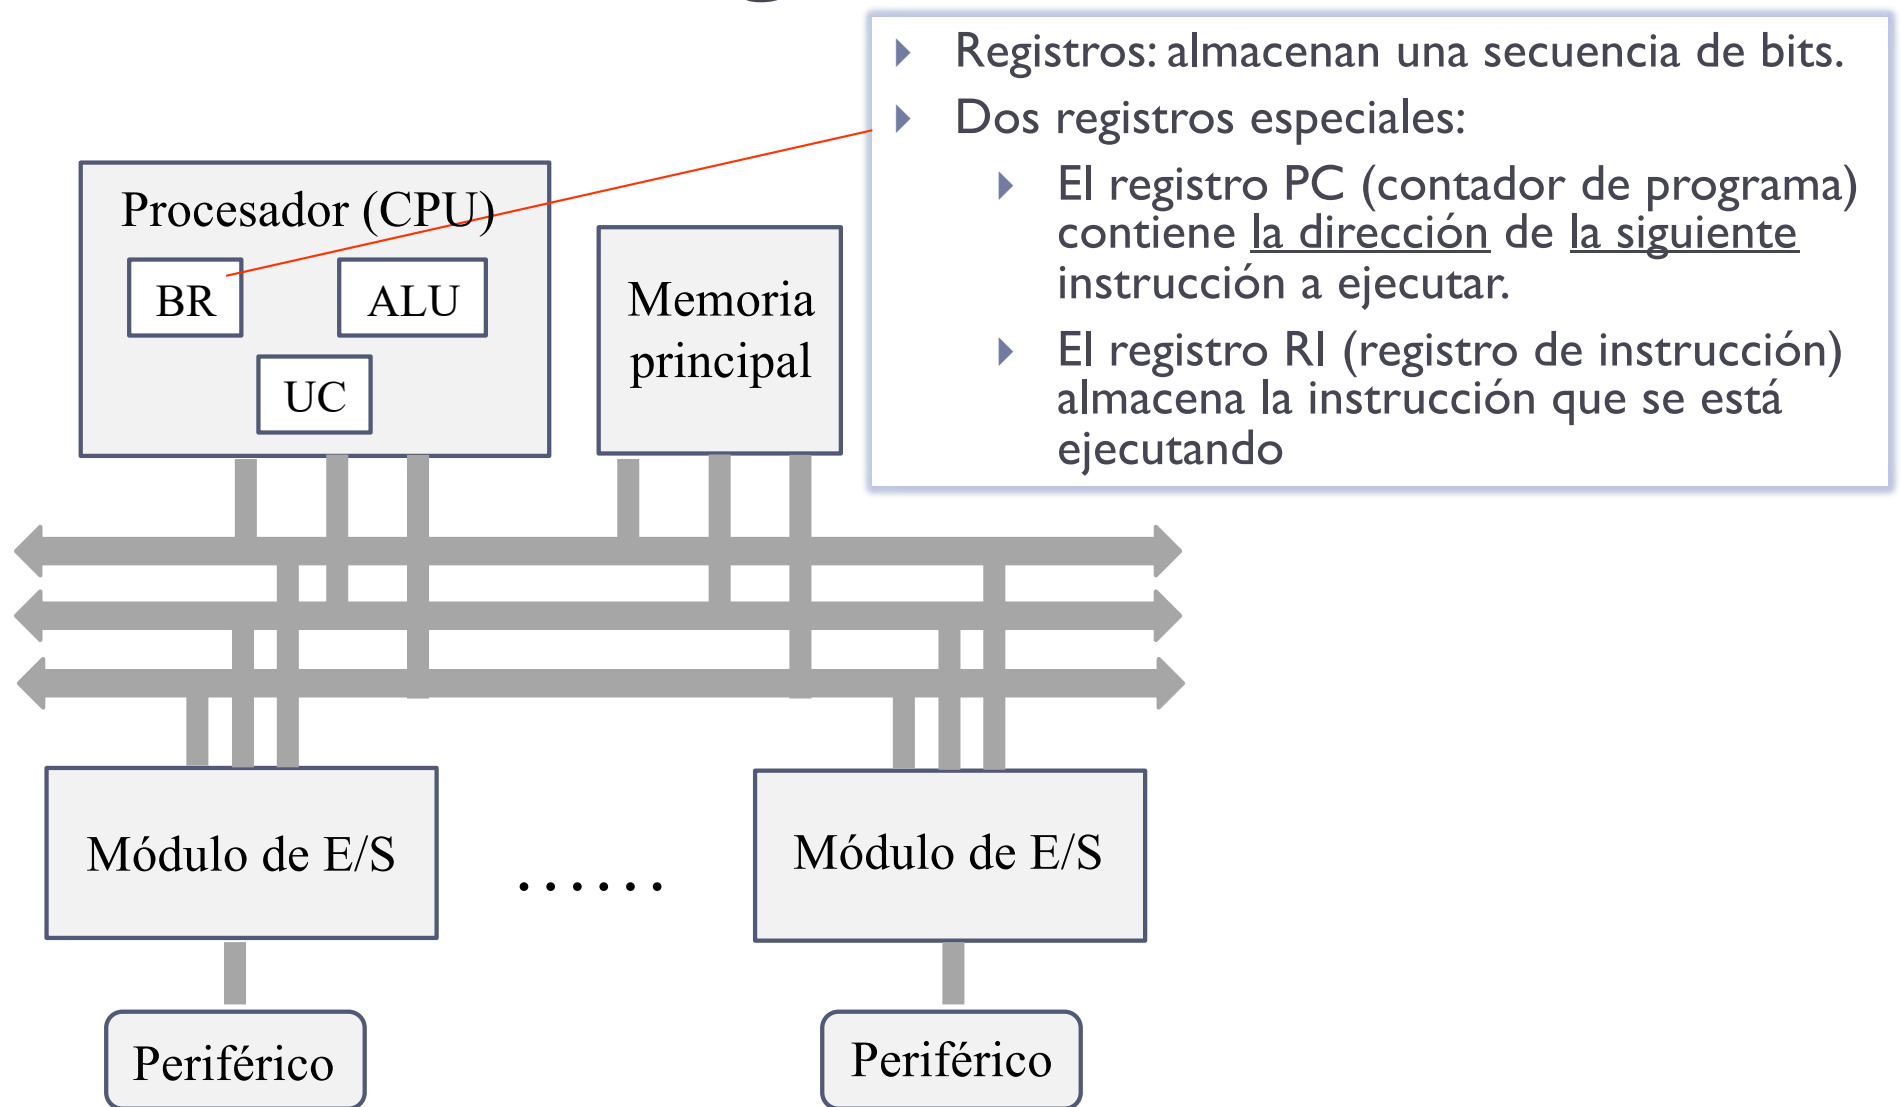 Registros: almacenan una secuencia de bits.
Dos registros especiales:
El registro PC (contador de programa)
contiene la dirección de la siguiente
instrucción a ejecutar.
El registro RI (registro de instrucción)
almacena la instrucción que se está
ejecutando
Procesador (CPU)
BR
ALU
UC
Memoria
principal
Módulo de E/S
......
Módulo de E/S
Periférico
Periférico